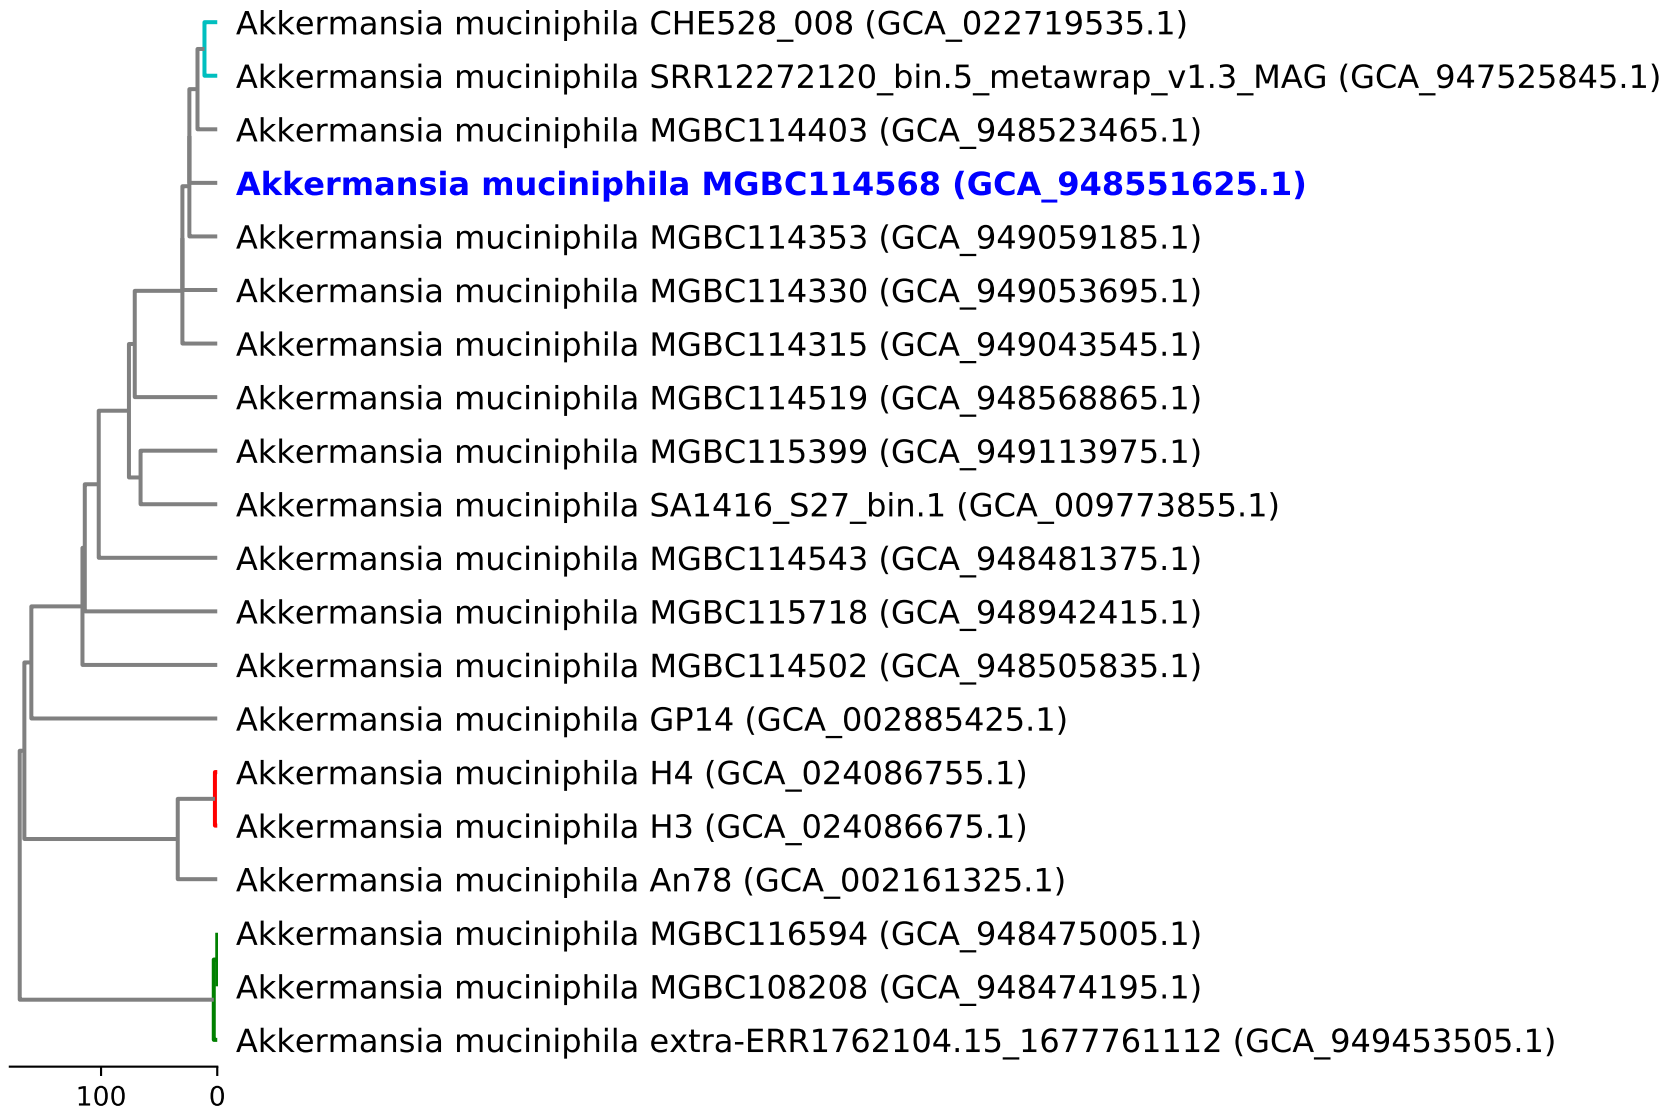 Akkermansia muciniphila CHE528_008 (GCA_022719535.1)
Akkermansia muciniphila SRR12272120_bin.5_metawrap_v1.3_MAG (GCA_947525845.1)
Akkermansia muciniphila MGBC114403 (GCA_948523465.1)
Akkermansia muciniphila MGBC114568 (GCA_948551625.1)
Akkermansia muciniphila MGBC114353 (GCA_949059185.1)
Akkermansia muciniphila MGBC114330 (GCA_949053695.1)
Akkermansia muciniphila MGBC114315 (GCA_949043545.1)
Akkermansia muciniphila MGBC114519 (GCA_948568865.1)
Akkermansia muciniphila MGBC115399 (GCA_949113975.1)
Akkermansia muciniphila SA1416_S27_bin.1 (GCA_009773855.1)
Akkermansia muciniphila MGBC114543 (GCA_948481375.1)
Akkermansia muciniphila MGBC115718 (GCA_948942415.1)
Akkermansia muciniphila MGBC114502 (GCA_948505835.1)
Akkermansia muciniphila GP14 (GCA_002885425.1)
Akkermansia muciniphila H4 (GCA_024086755.1)
Akkermansia muciniphila H3 (GCA_024086675.1)
Akkermansia muciniphila An78 (GCA_002161325.1)
Akkermansia muciniphila MGBC116594 (GCA_948475005.1)
Akkermansia muciniphila MGBC108208 (GCA_948474195.1)
Akkermansia muciniphila extra-ERR1762104.15_1677761112 (GCA_949453505.1)
100 0